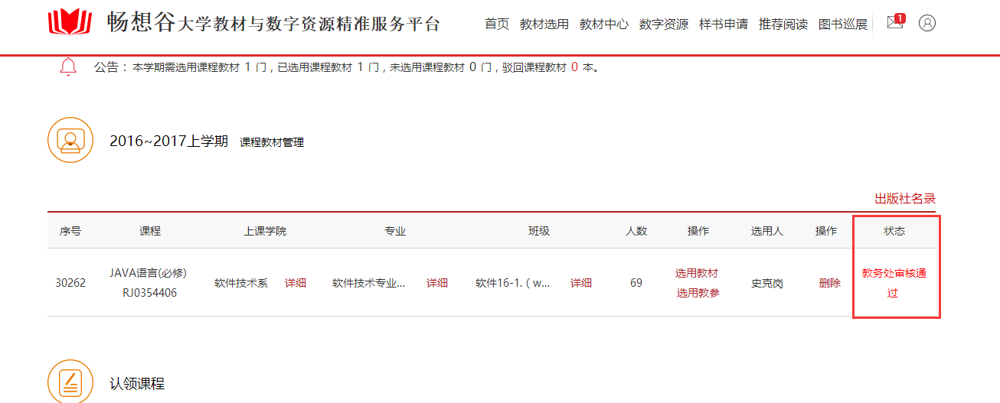 畅想谷大学教材与数字资源精准服务平台
首页 教材选用 教材中心 数字资源 样书申请 推荐阅读 图书巡展 1
公告：本学期需选用课程教材 1 门，已选用课程教材 1 门，未选用课程教材 0 门，驳回课程教材 0 本。
2016~2017上学期 课程教材管理
出版社名录
序号 课程 上课学院 专业 班级 人数 操作 选用人 操作 状态
30262 JAVA语言(必修) 软件技术系 详细 软件技术专业... 详细 软件16-1.（w... 详细 69 选用教材 史克岗 删除 教务处审核通
RJ0354406 选用教参 过
认领课程